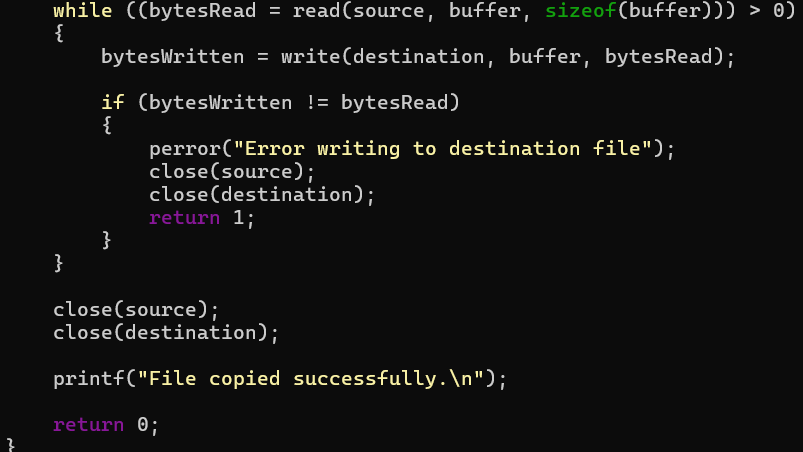 while ((bytesRead = read(source, buffer, sizeof(buffer))) > 0)
{
bytesWritten = write(destination, buffer, bytesRead);
if (bytesWritten != bytesRead)
{
perror("Error writing to destination file");
close(source);
close(destination);
return 1;
}
}
close(source);
close(destination);
printf("File copied successfully.\n");
return 0;
}